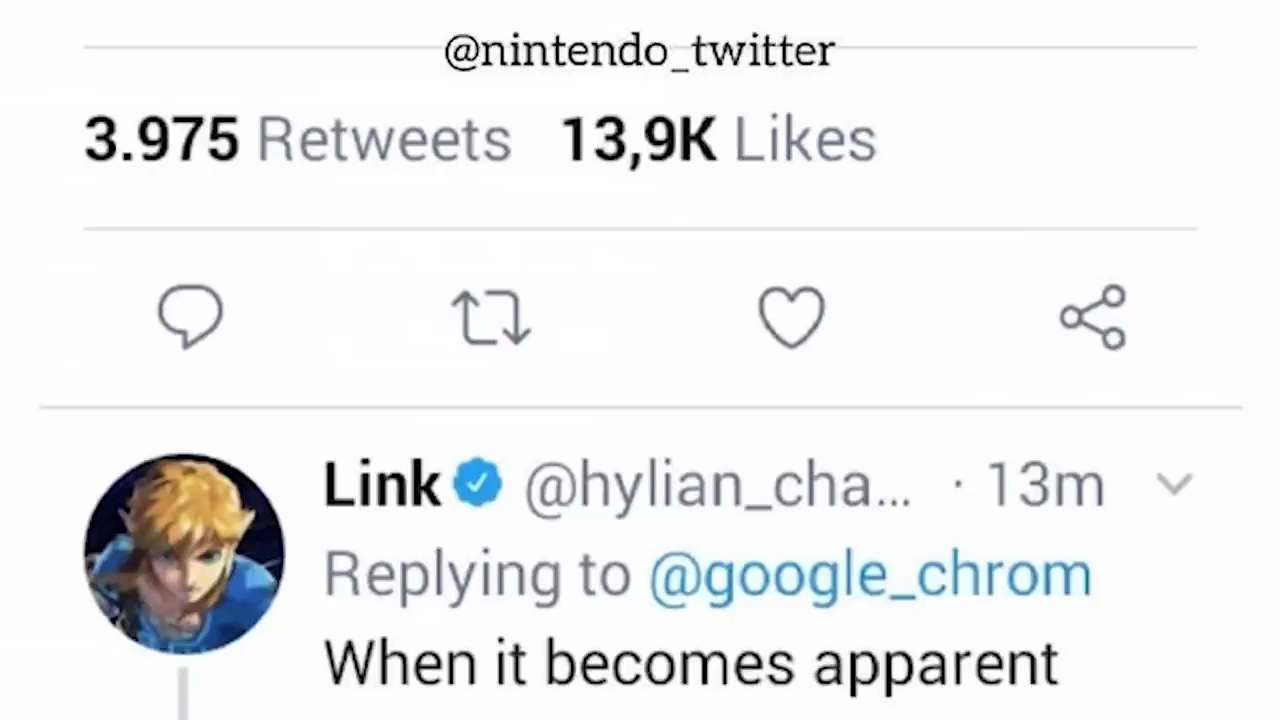 @nintendo_twitter
3.975 Retweets 13,9K Likes
Link @hylian_cha... · 13m
Replying to @google_chrom
When it becomes apparent